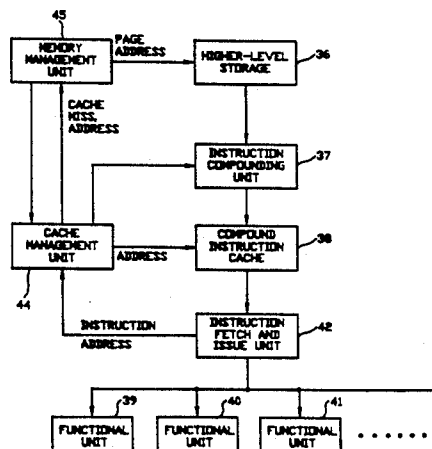 45
MEMORY
MANAGEMENT
UNIT
PAGE
ADDRESS
HIGHER-LEVEL
STORAGE
36
CACHE
MISS,
ADDRESS
INSTRUCTION
COMPOUNDING
UNIT
37
CACHE
MANAGEMENT
UNIT
44
ADDRESS
COMPOUND
INSTRUCTION
CACHE
38
INSTRUCTION
ADDRESS
INSTRUCTION
FETCH AND
ISSUE UNIT
42
39
FUNCTIONAL
UNIT
40
FUNCTIONAL
UNIT
41
FUNCTIONAL
UNIT